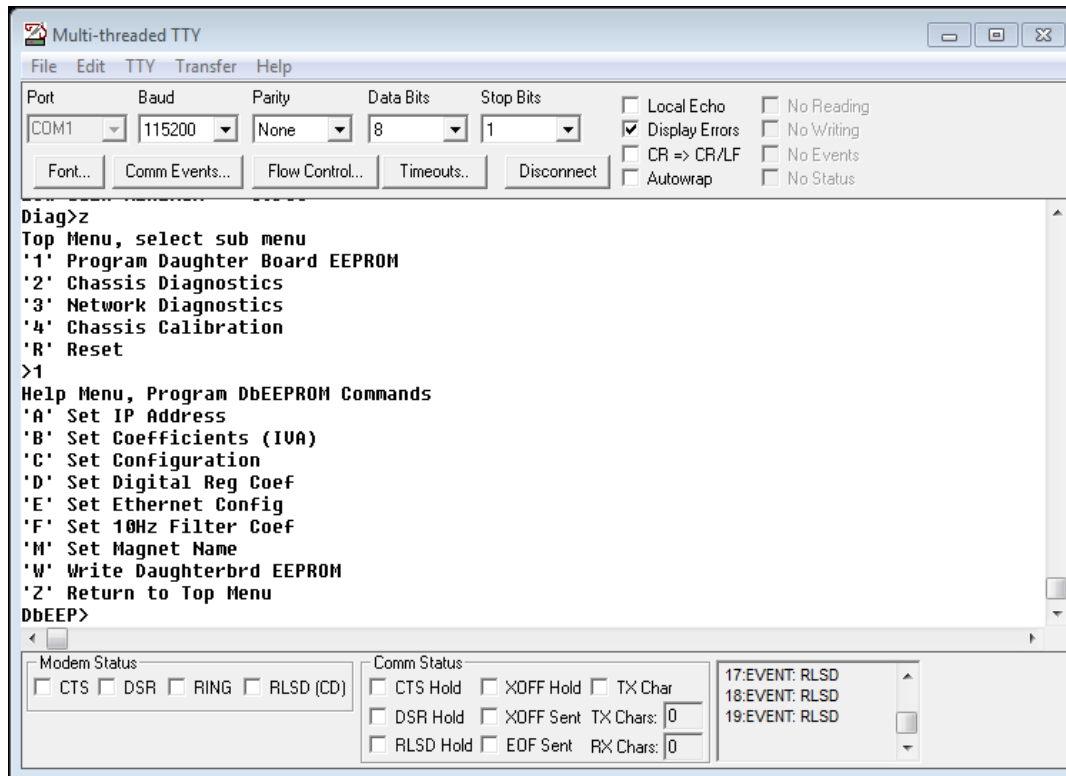 Multi-threaded TTY
File Edit TTY Transfer Help
Port Baud Parity Data Bits Stop Bits
COM1 115200 None 8 1
Local Echo No Reading
Display Errors No Writing
CR => CR/LF No Events
Autowrap No Status
Font... Comm Events... Flow Control... Timeouts.. Disconnect
Diag>z
Top Menu, select sub menu
'1' Program Daughter Board EEPROM
'2' Chassis Diagnostics
'3' Network Diagnostics
'4' Chassis Calibration
'R' Reset
>1
Help Menu, Program DbEEPROM Commands
'A' Set IP Address
'B' Set Coefficients (IVA)
'C' Set Configuration
'D' Set Digital Reg Coef
'E' Set Ethernet Config
'F' Set 10Hz Filter Coef
'M' Set Magnet Name
'W' Write Daughterbrd EEPROM
'Z' Return to Top Menu
DbEEP>
Modem Status
CTS DSR RING RLSD (CD)
Comm Status
CTS Hold XOFF Hold TX Char
DSR Hold XOFF Sent TX Chars: 0
RLSD Hold EOF Sent RX Chars: 0
17:EVENT: RLSD
18:EVENT: RLSD
19:EVENT: RLSD